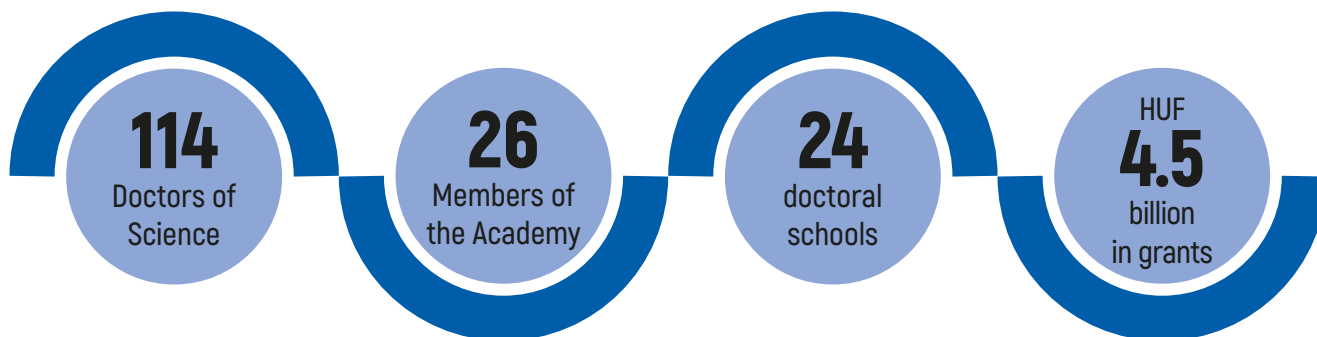 114
Doctors of
Science
26
Members of
the Academy
24
doctoral
schools
HUF
4.5
billion
in grants